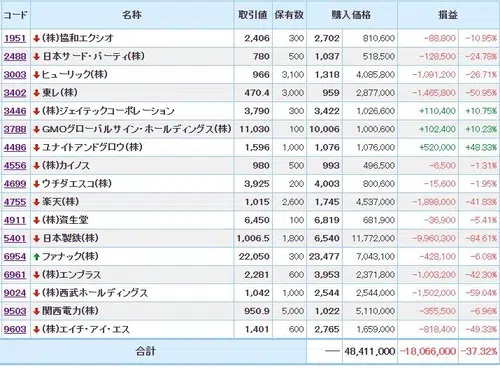 コード 名称 取引値 保有数 購入価格 損益
1951 (株)協和エクシオ 2,406 300 2,702 810,600 -88,800 -10.95%
2488 日本サード・パーティ(株) 780 500 1,037 518,500 -128,500 -24.78%
3003 ヒューリック(株) 966 3,100 1,318 4,085,800 -1,091,200 -26.71%
3402 東レ(株) 470.4 3,000 959 2,877,000 -1,465,800 -50.95%
3446 (株)ジェイテックコーポレーション 3,790 300 3,422 1,026,600 +110,400 +10.75%
3788 GMOグローバルサイン・ホールディングス(株) 11,030 100 10,006 1,000,600 +102,400 +10.23%
4486 ユナイトアンドグロウ(株) 1,596 1,000 1,076 1,076,000 +520,000 +48.33%
4556 (株)カイノス 980 500 993 496,500 -6,500 -1.31%
4699 ウチダエスコ(株) 3,925 200 4,003 800,600 -15,600 -1.95%
4755 楽天(株) 1,015 2,600 1,745 4,537,000 -1,898,000 -41.83%
4911 (株)資生堂 6,450 100 6,819 681,900 -36,900 -5.41%
5401 日本製鉄(株) 1,006.5 1,800 6,540 11,772,000 -9,960,300 -84.61%
6954 ファナック(株) 22,050 300 23,477 7,043,100 -428,100 -6.08%
6961 (株)エンプラス 2,281 600 3,953 2,371,800 -1,003,200 -42.30%
9024 (株)西武ホールディングス 1,042 1,000 2,544 2,544,000 -1,502,000 -59.04%
9503 関西電力(株) 950.9 5,000 1,022 5,110,000 -355,500 -6.96%
9603 (株)エイチ・アイ・エス 1,401 600 2,765 1,659,000 -818,400 -49.33%
合計 ── 48,411,000 -18,066,000 -37.32%